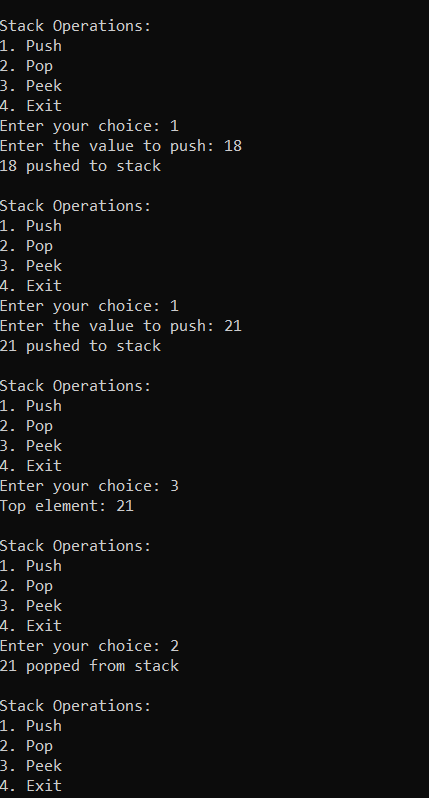 Stack Operations:
1. Push
2. Pop
3. Peek
4. Exit
Enter your choice: 1
Enter the value to push: 18
18 pushed to stack

Stack Operations:
1. Push
2. Pop
3. Peek
4. Exit
Enter your choice: 1
Enter the value to push: 21
21 pushed to stack

Stack Operations:
1. Push
2. Pop
3. Peek
4. Exit
Enter your choice: 3
Top element: 21

Stack Operations:
1. Push
2. Pop
3. Peek
4. Exit
Enter your choice: 2
21 popped from stack

Stack Operations:
1. Push
2. Pop
3. Peek
4. Exit